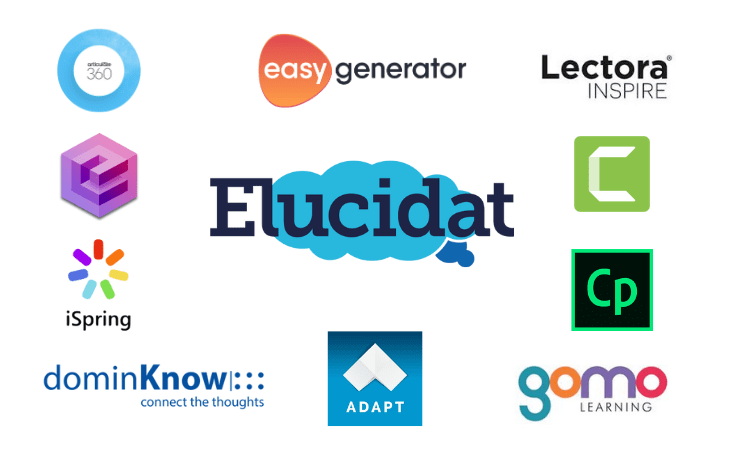 articulate
360
easygenerator
Lectora®
INSPIRE
Elucidat
C
iSpring
Cp
dominKnow|:::
connect the thoughts
ADAPT
gomo
LEARNING